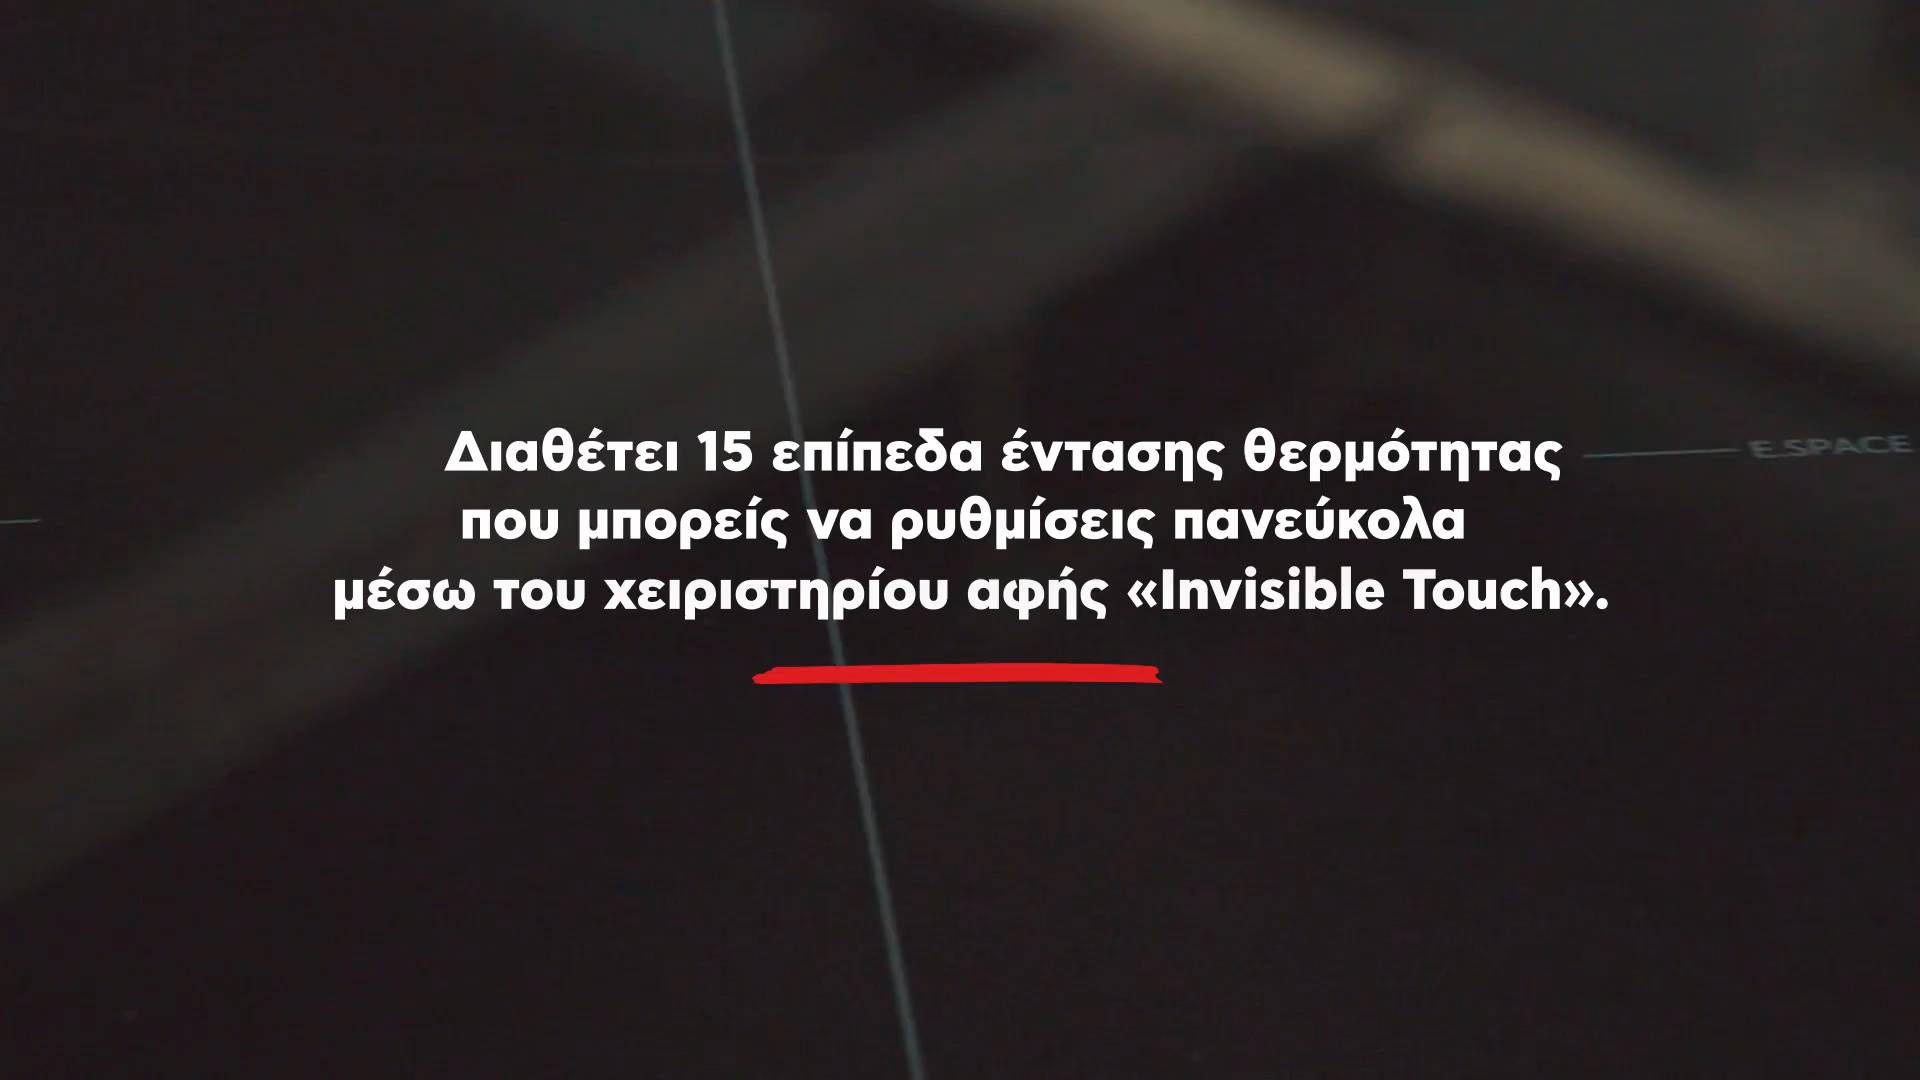 Διαθέτει 15 επίπεδα έντασης θερμότητας
που μπορείς να ρυθμίσεις πανεύκολα
μέσω του χειριστηρίου αφής «Invisible Touch».
E.SPACE